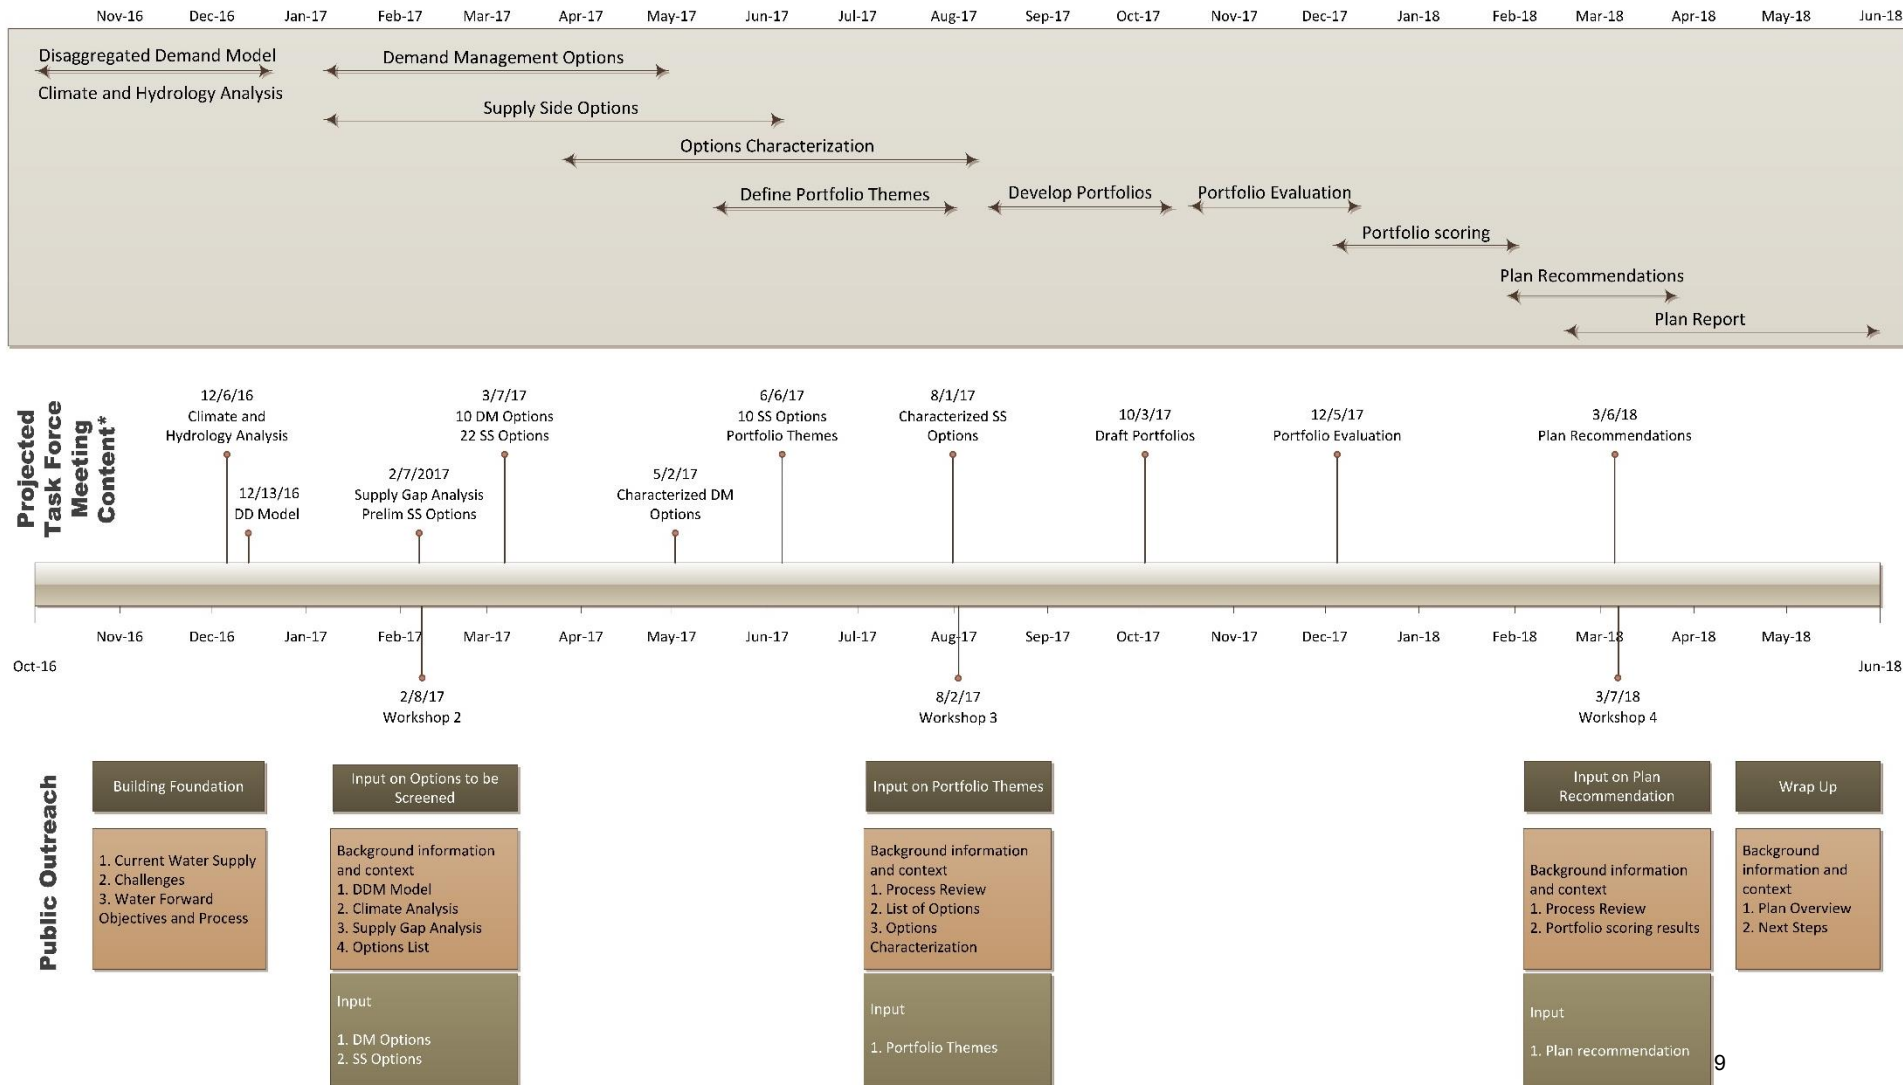 Nov-16 Dec-16 Jan-17 Feb-17 Mar-17 Apr-17 May-17 Jun-17 Jul-17 Aug-17 Sep-17 Oct-17 Nov-17 Dec-17 Jan-18 Feb-18 Mar-18 Apr-18 May-18 Jun-18
Disaggregated Demand Model
Climate and Hydrology Analysis
Demand Management Options
Supply Side Options
Options Characterization
Define Portfolio Themes
Develop Portfolios
Portfolio Evaluation
Portfolio scoring
Plan Recommendations
Plan Report
Projected
Task Force
Meeting
Content*
12/6/16
Climate and
Hydrology Analysis
12/13/16
DD Model
2/7/2017
Supply Gap Analysis
Prelim SS Options
3/7/17
10 DM Options
22 SS Options
5/2/17
Characterized DM
Options
6/6/17
10 SS Options
Portfolio Themes
8/1/17
Characterized SS
Options
10/3/17
Draft Portfolios
12/5/17
Portfolio Evaluation
3/6/18
Plan Recommendations
Nov-16 Dec-16 Jan-17 Feb-17 Mar-17 Apr-17 May-17 Jun-17 Jul-17 Aug-17 Sep-17 Oct-17 Nov-17 Dec-17 Jan-18 Feb-18 Mar-18 Apr-18 May-18
Oct-16 Jun-18
2/8/17
Workshop 2
8/2/17
Workshop 3
3/7/18
Workshop 4
Public Outreach
Building Foundation
1. Current Water Supply
2. Challenges
3. Water Forward
Objectives and Process
Input on Options to be
Screened
Background information
and context
1. DDM Model
2. Climate Analysis
3. Supply Gap Analysis
4. Options List
Input
1. DM Options
2. SS Options
Input on Portfolio Themes
Background information
and context
1. Process Review
2. List of Options
3. Options
Characterization
Input
1. Portfolio Themes
Input on Plan
Recommendation
Background information
and context
1. Process Review
2. Portfolio scoring results
Input
1. Plan recommendation
Wrap Up
Background
information and
context
1. Plan Overview
2. Next Steps
9